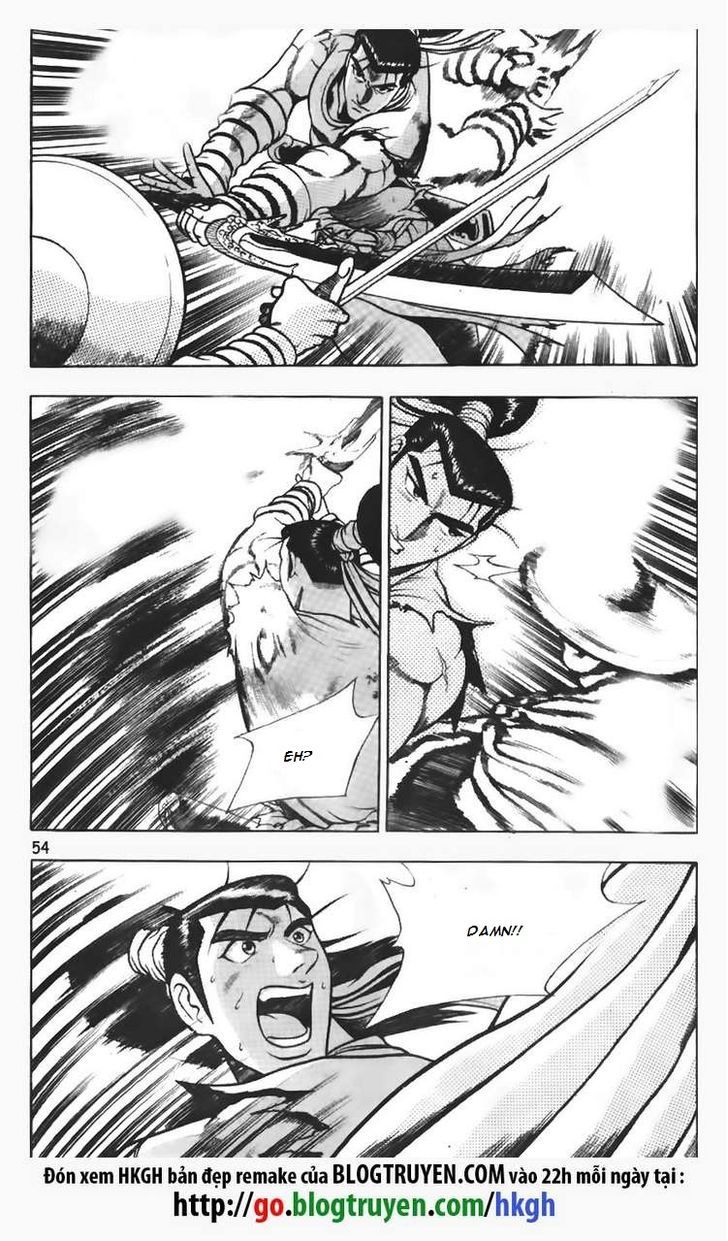 EH?
54
DAMN!!
Đón xem HKGH bản đẹp remake của BLOGTRUYEN.COM vào 22h mỗi ngày tại :
http://go.blogtruyen.com/hkgh